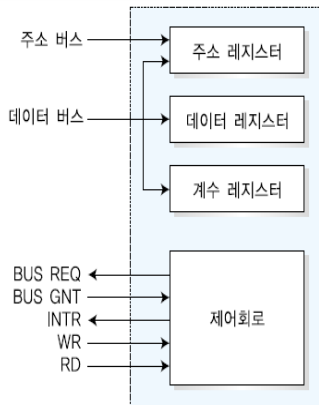 주소 버스
주소 레지스터
데이터 버스
데이터 레지스터
계수 레지스터
BUS REQ
BUS GNT
INTR
WR
RD
제어회로